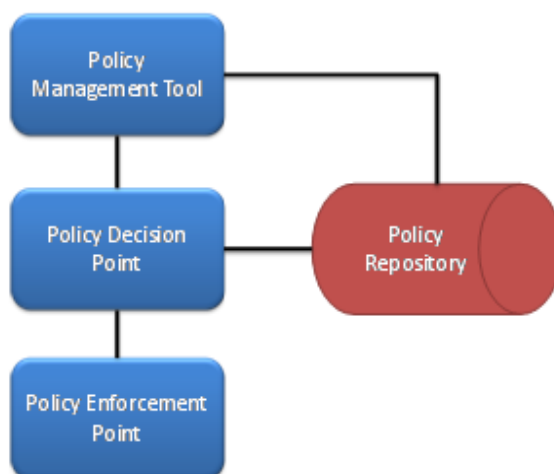 Policy
Management Tool
Policy Decision
Point
Policy
Repository
Policy Enforcement
Point